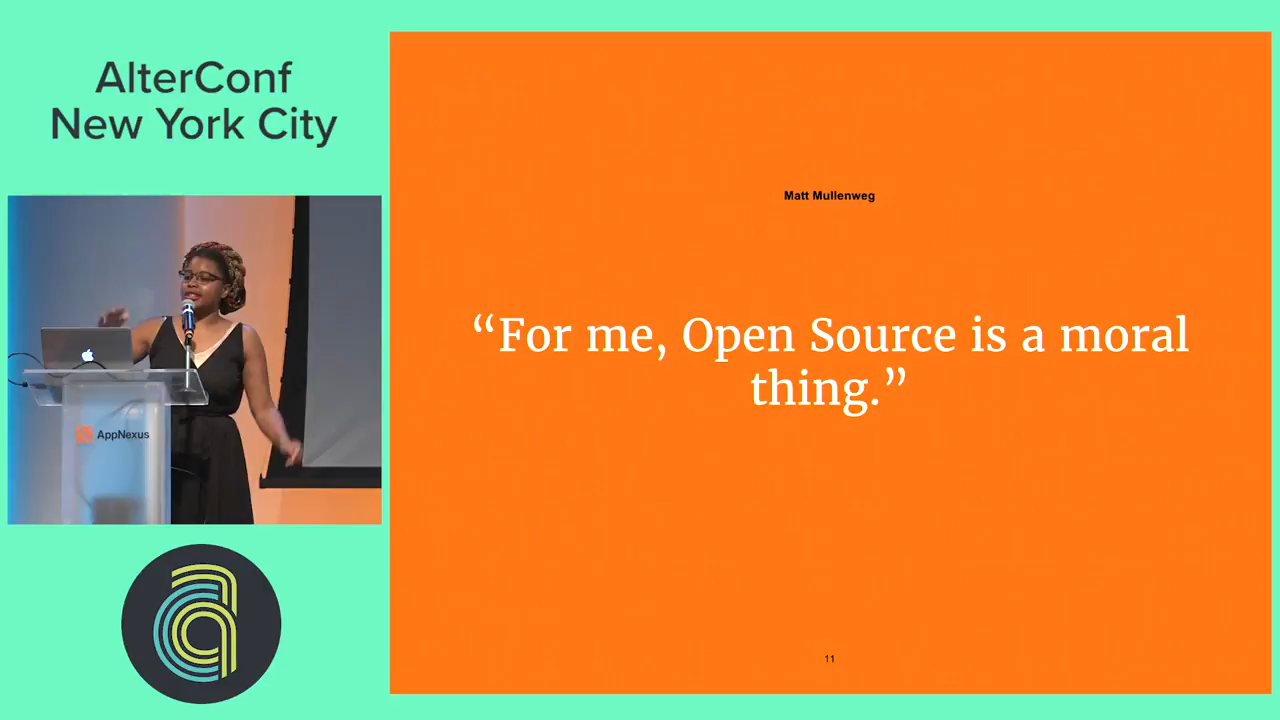 AlterConf
New York City
AppNexus
Matt Mullenweg
“For me, Open Source is a moral
thing.”
11